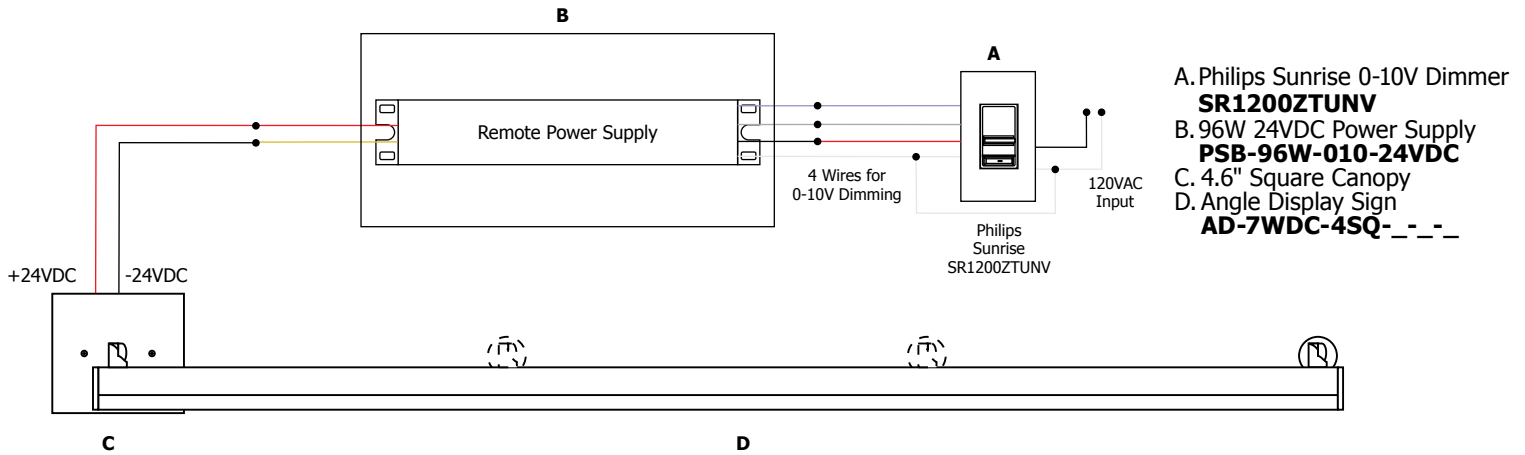 B
A
Remote Power Supply
4 Wires for
0-10V Dimming
120VAC
Input
Philips
Sunrise
SR1200ZTUNV
A. Philips Sunrise 0-10V Dimmer
SR1200ZTUNV
B. 96W 24VDC Power Supply
PSB-96W-010-24VDC
C. 4.6" Square Canopy
D. Angle Display Sign
AD-7WDC-4SQ-_-_-_
+24VDC
-24VDC
C
D